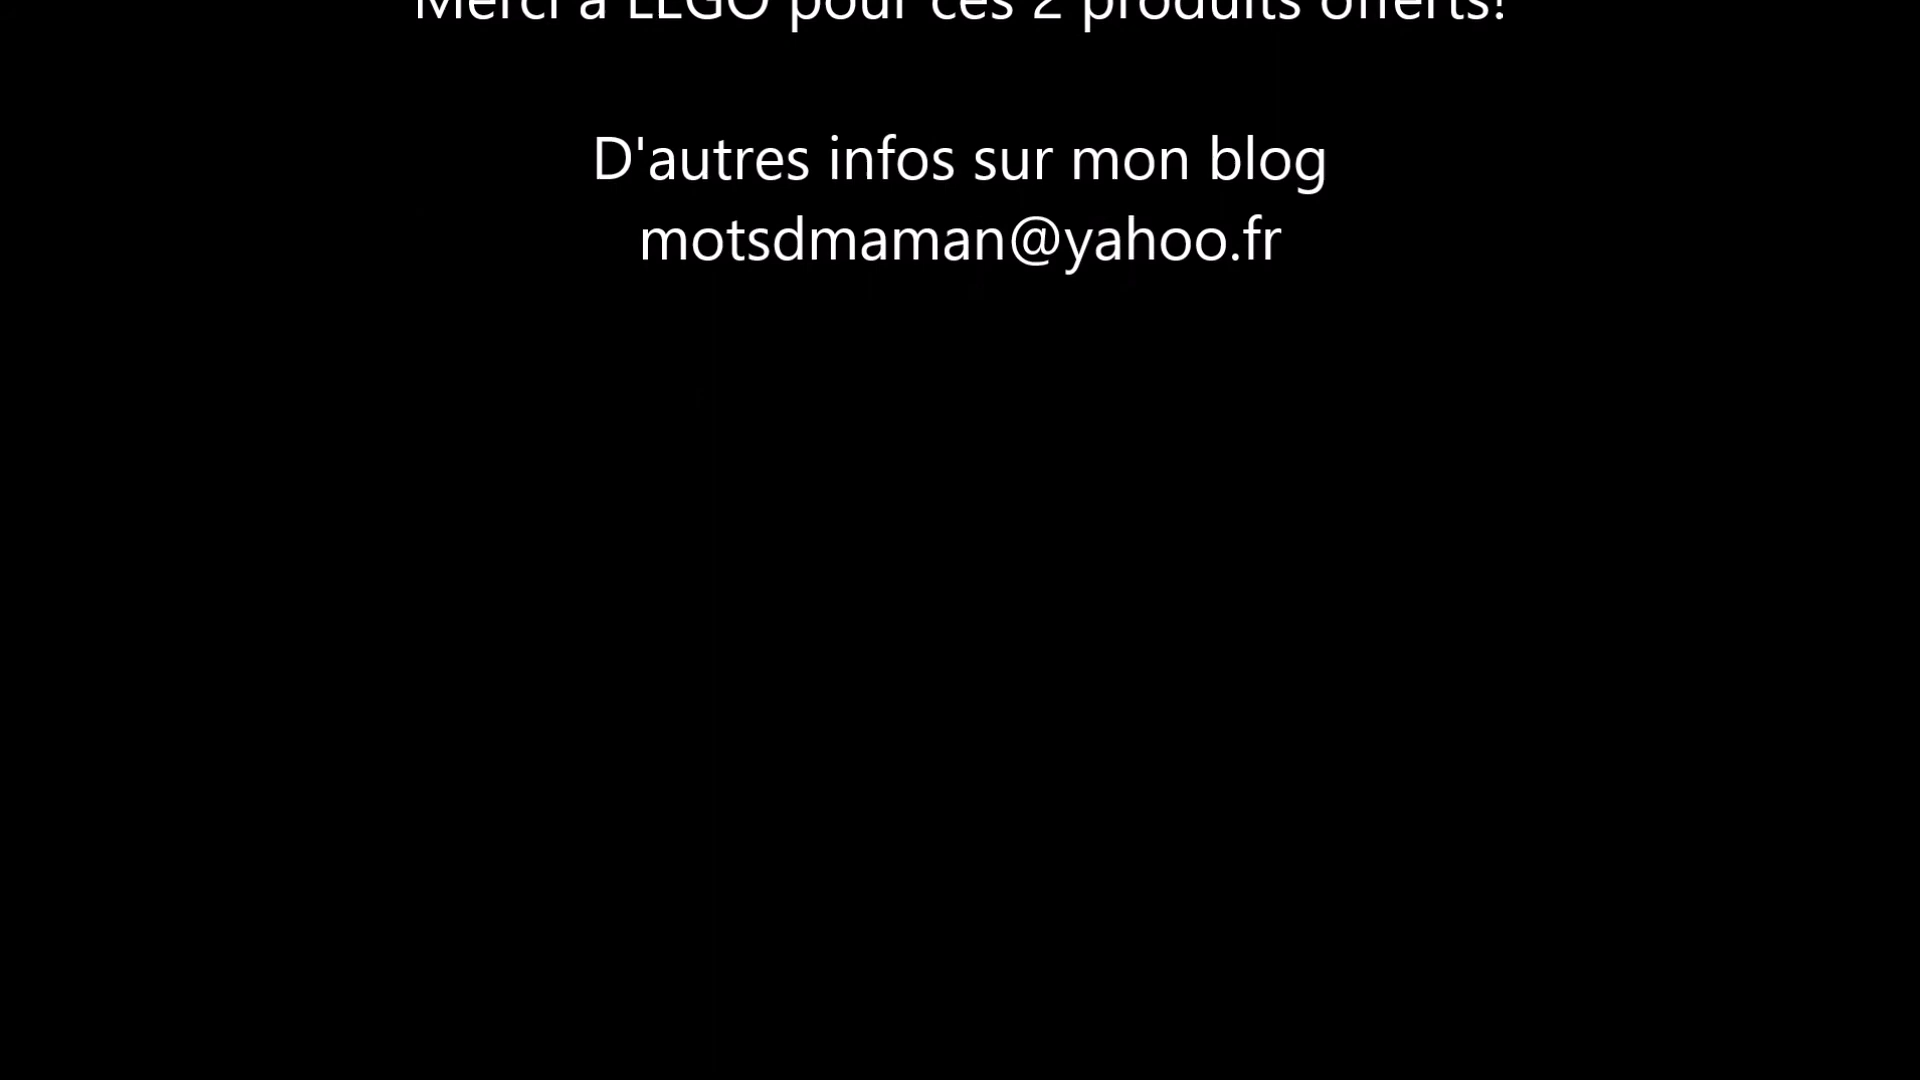 Merci à LEGO pour ces 2 produits offerts!
D'autres infos sur mon blog
motsdmaman@yahoo.fr